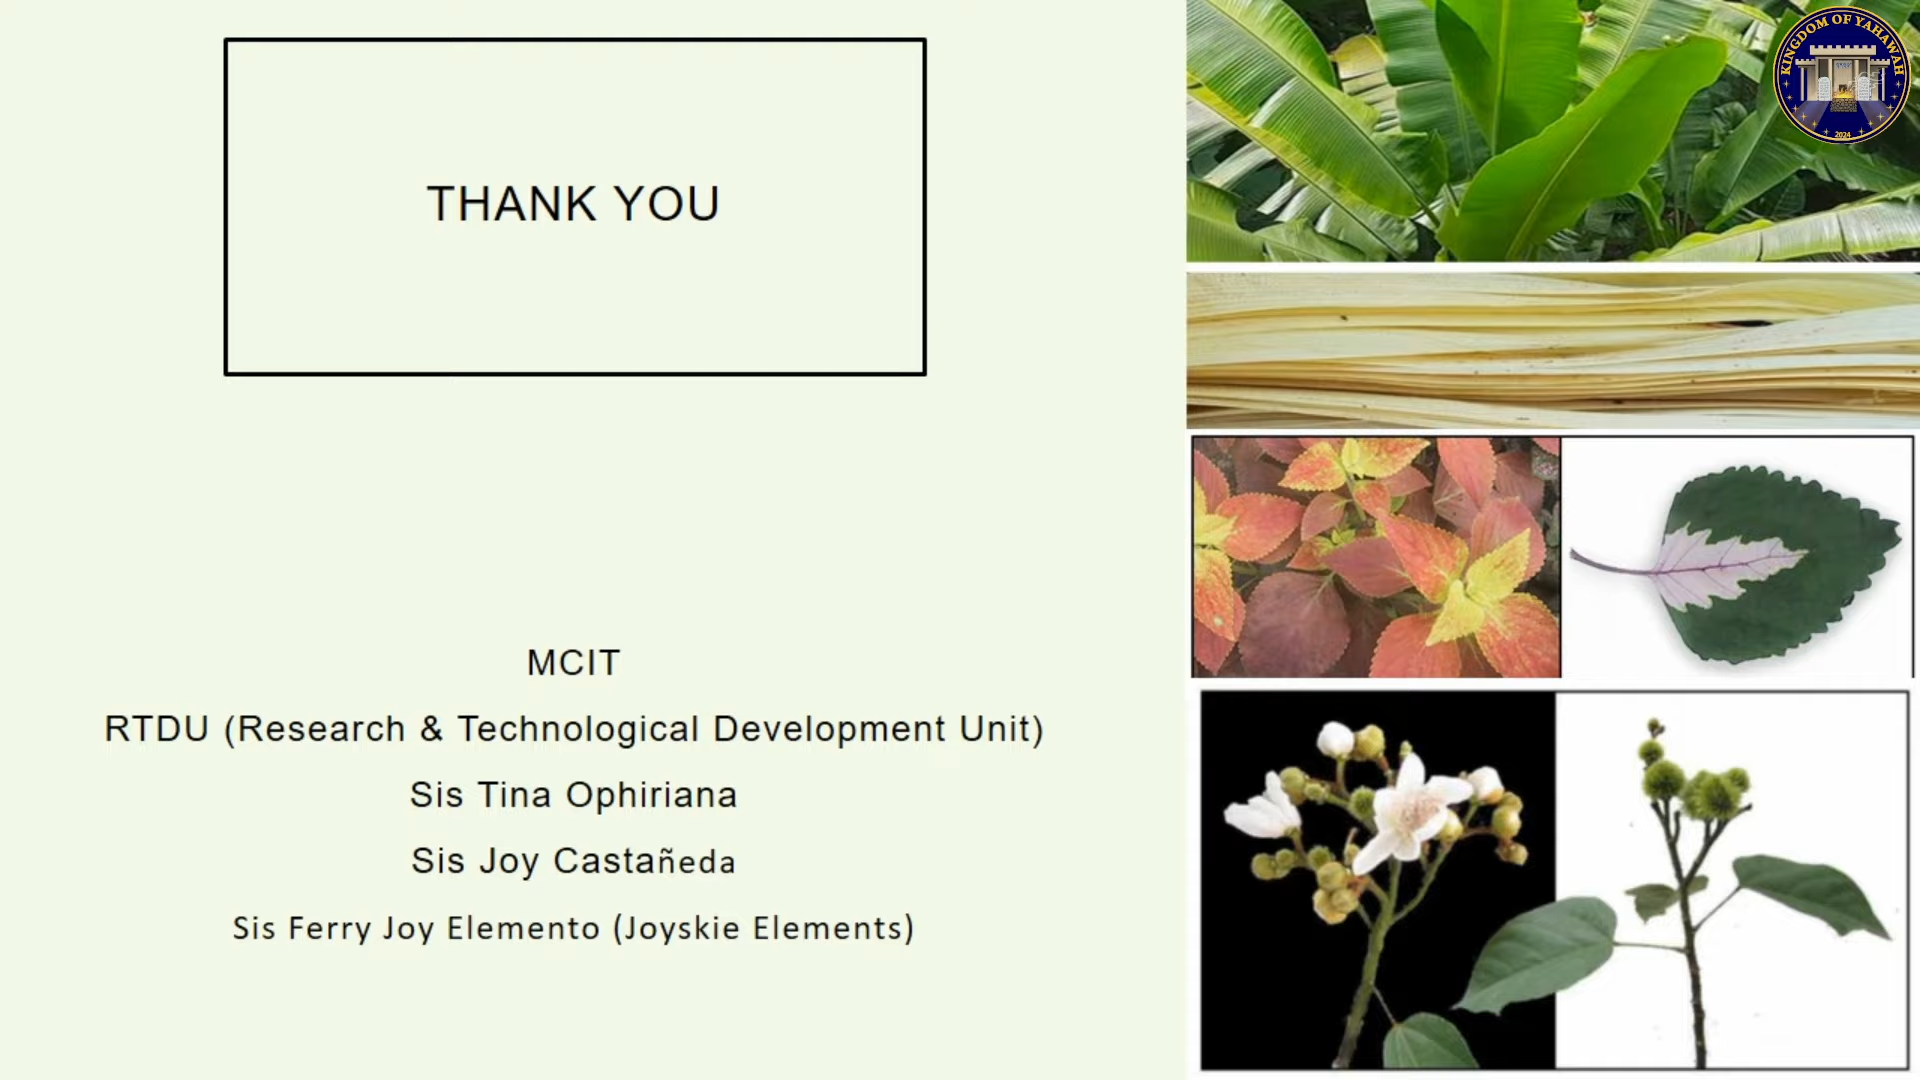 THANK YOU
MCIT
RTDU (Research & Technological Development Unit)
Sis Tina Ophiriana
Sis Joy Castañeda
Sis Ferry Joy Elemento (Joyskie Elements)
KINGDOM OF YAHAWAH
2024